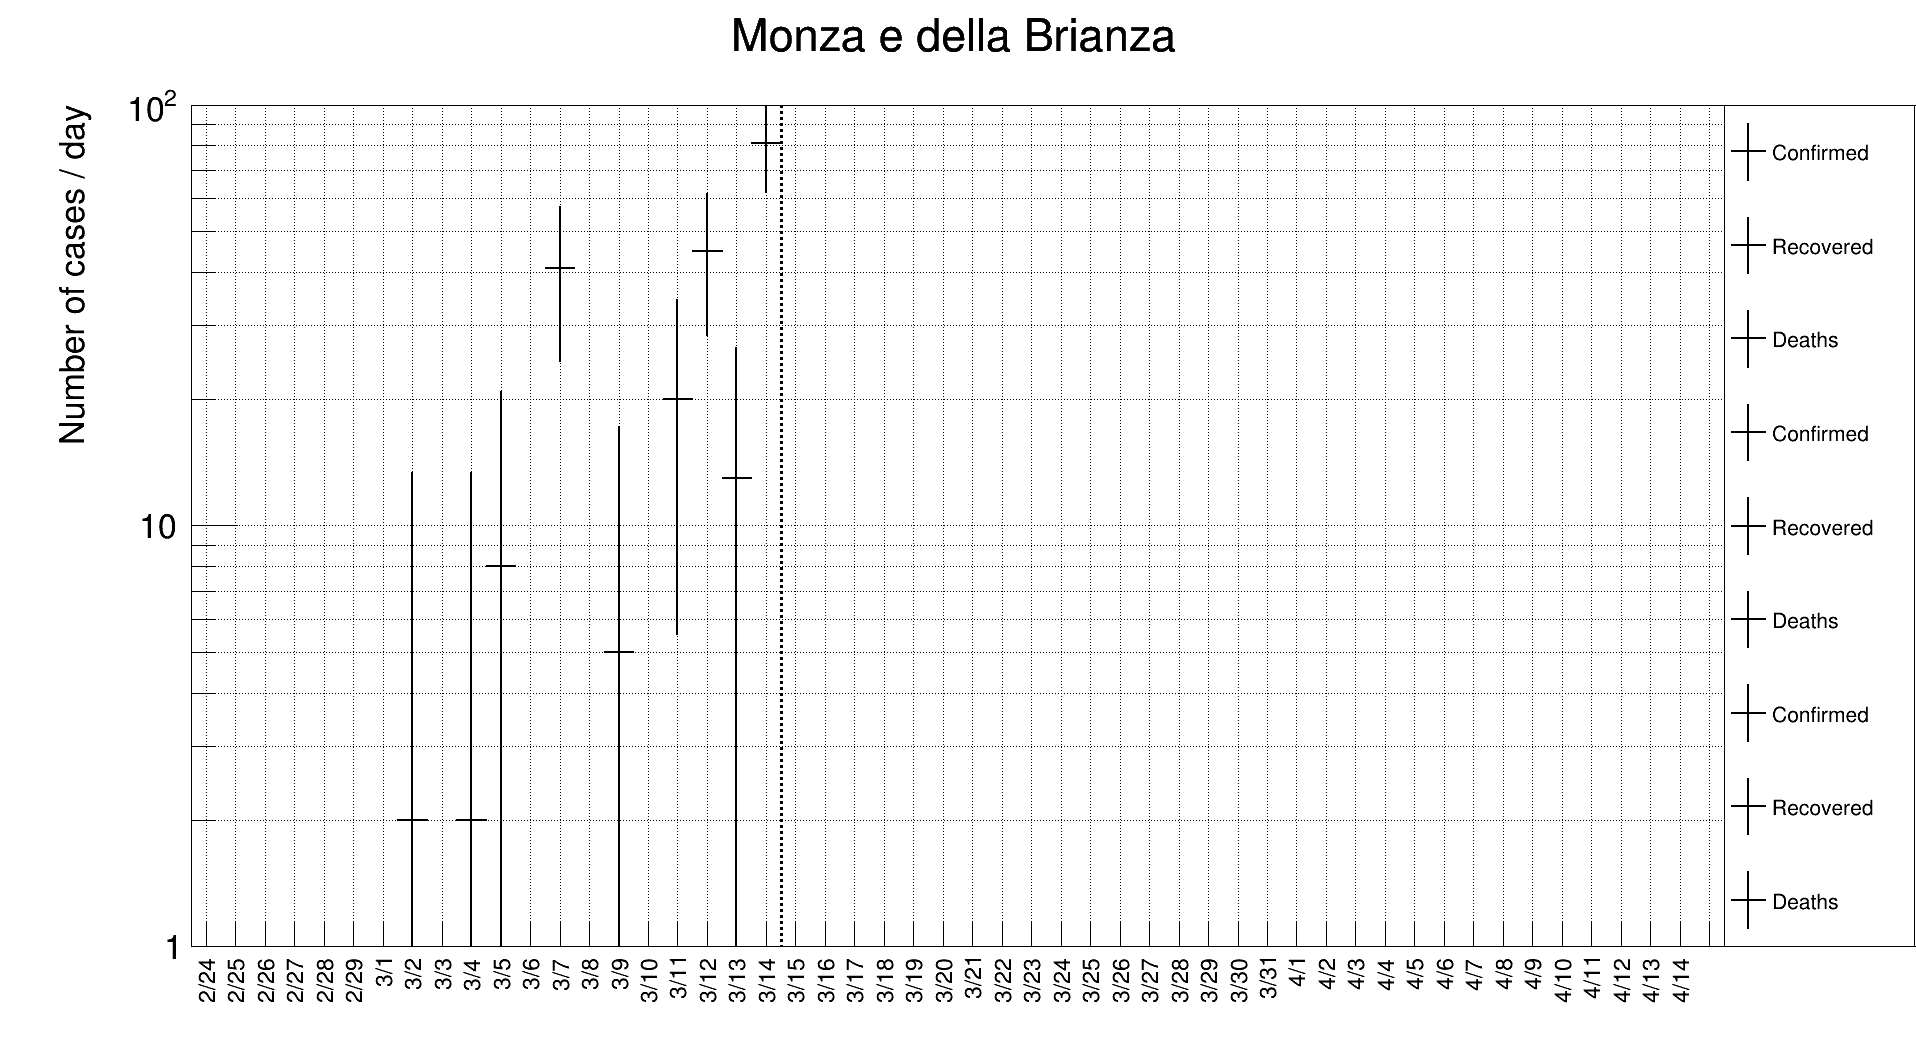 Monza e della Brianza
Number of cases / day
10²
10
1
2/24 2/25 2/26 2/27 2/28 2/29 3/1 3/2 3/3 3/4 3/5 3/6 3/7 3/8 3/9 3/10 3/11 3/12 3/13 3/14 3/15 3/16 3/17 3/18 3/19 3/20 3/21 3/22 3/23 3/24 3/25 3/26 3/27 3/28 3/29 3/30 3/31 4/1 4/2 4/3 4/4 4/5 4/6 4/7 4/8 4/9 4/10 4/11 4/12 4/13 4/14
Confirmed
Recovered
Deaths
Confirmed
Recovered
Deaths
Confirmed
Recovered
Deaths